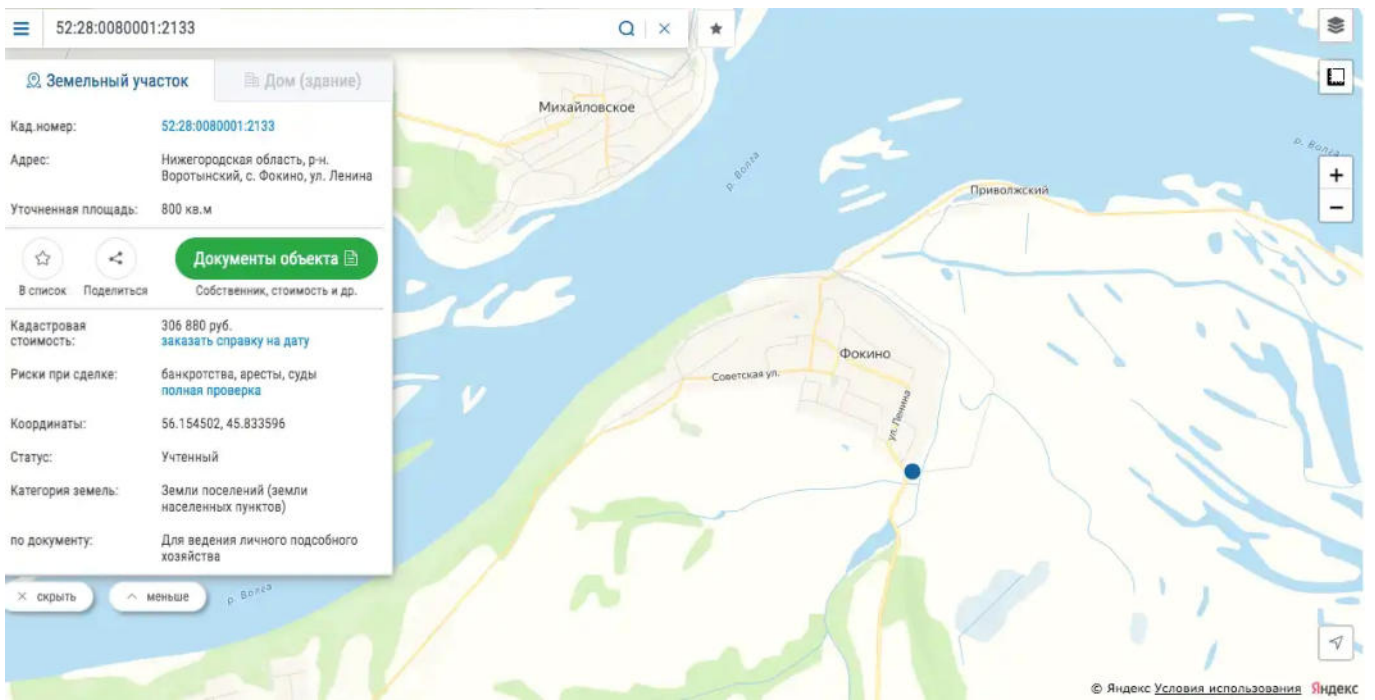 52:28:0080001:2133
Земельный участок
Дом (здание)
Кад.номер:
52:28:0080001:2133
Адрес:
Нижегородская область, р-н.
Воротынский, с. Фокино, ул. Ленина
Уточненная площадь:
800 кв.м
Документы объекта
В список
Поделиться
Собственник, стоимость и др.
Кадастровая
стоимость:
306 880 руб.
заказать справку на дату
Риски при сделке:
банкротства, аресты, суды
полная проверка
Координаты:
56.154502, 45.833596
Статус:
Учтенный
Категория земель:
Земли поселений (земли
населенных пунктов)
по документу:
Для ведения личного подсобного
хозяйства
× скрыть
меньше
Михайловское
р. Волга
р. Волга
Приволжский
Фокино
Советская ул.
ул. Ленина
р. Волга
+
−
© Яндекс Условия использования Яндекс